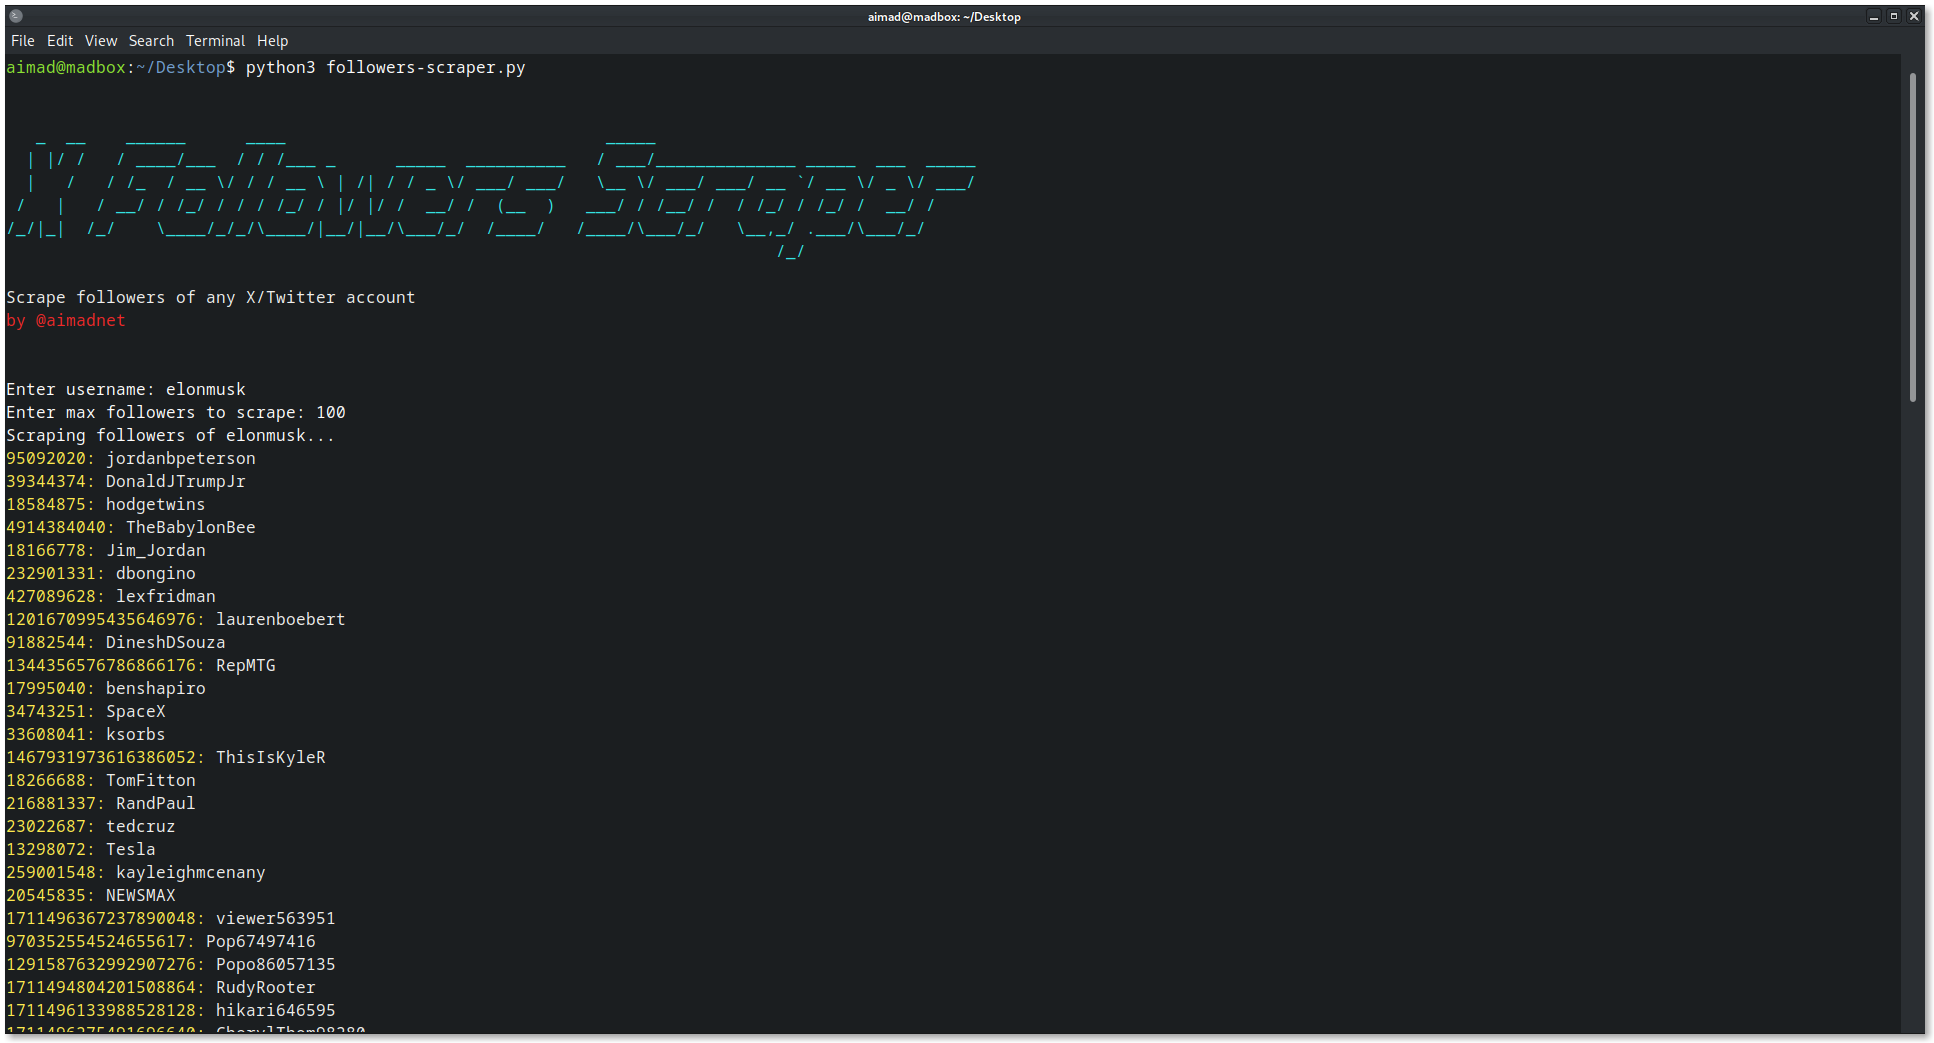 aimad@madbox: ~/Desktop
File Edit View Search Terminal Help
aimad@madbox:~/Desktop$ python3 followers-scraper.py
X Followers Scraper
Scrape followers of any X/Twitter account
by @aimadnet
Enter username: elonmusk
Enter max followers to scrape: 100
Scraping followers of elonmusk...
95092020: jordanbpeterson
39344374: DonaldJTrumpJr
18584875: hodgetwins
4914384040: TheBabylonBee
18166778: Jim_Jordan
232901331: dbongino
427089628: lexfridman
1201670995435646976: laurenboebert
91882544: DineshDSouza
1344356576786866176: RepMTG
17995040: benshapiro
34743251: SpaceX
33608041: ksorbs
1467931973616386052: ThisIsKyleR
18266688: TomFitton
216881337: RandPaul
23022687: tedcruz
13298072: Tesla
259001548: kayleighmcenany
20545835: NEWSMAX
1711496367237890048: viewer563951
970352554524655617: Pop67497416
1291587632992907276: Popo86057135
1711494804201508864: RudyRooter
1711496133988528128: hikari646595